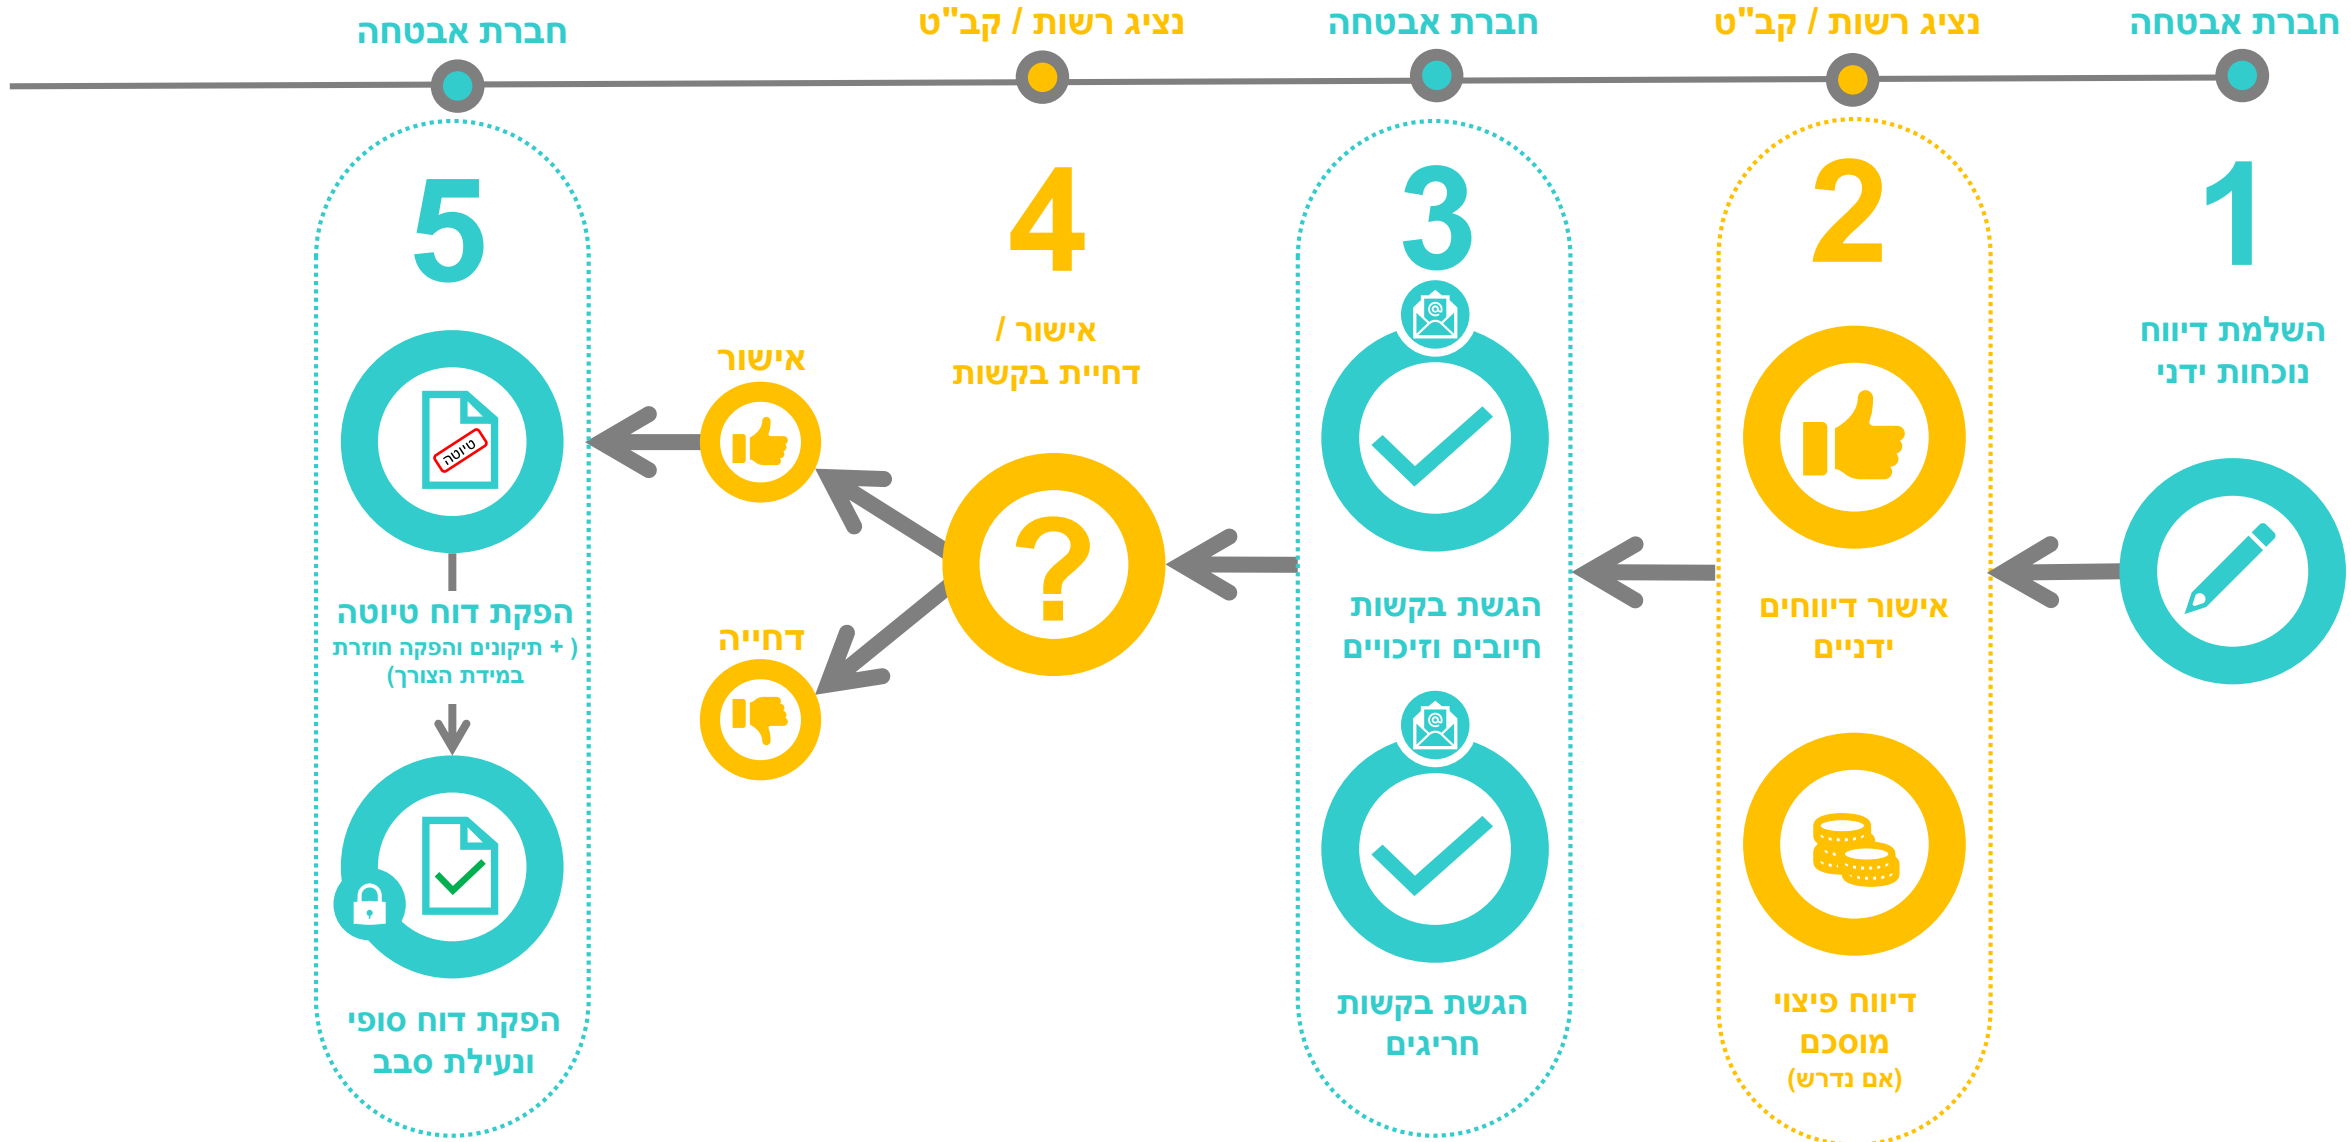 חברת אבטחה
1
השלמת דיווח
נוכחות ידני
נציג רשות / קב"ט
2
אישור דיווחים
ידניים
דיווח פיצוי
מוסכם
(אם נדרש)
חברת אבטחה
3
@
הגשת בקשות
חיובים וזיכויים
@
הגשת בקשות
חריגים
נציג רשות / קב"ט
4
אישור /
דחיית בקשות
?
אישור
דחייה
חברת אבטחה
5
טיוטה
הפקת דוח טיוטה
( + תיקונים והפקה חוזרת
במידת הצורך)
הפקת דוח סופי
ונעילת סבב